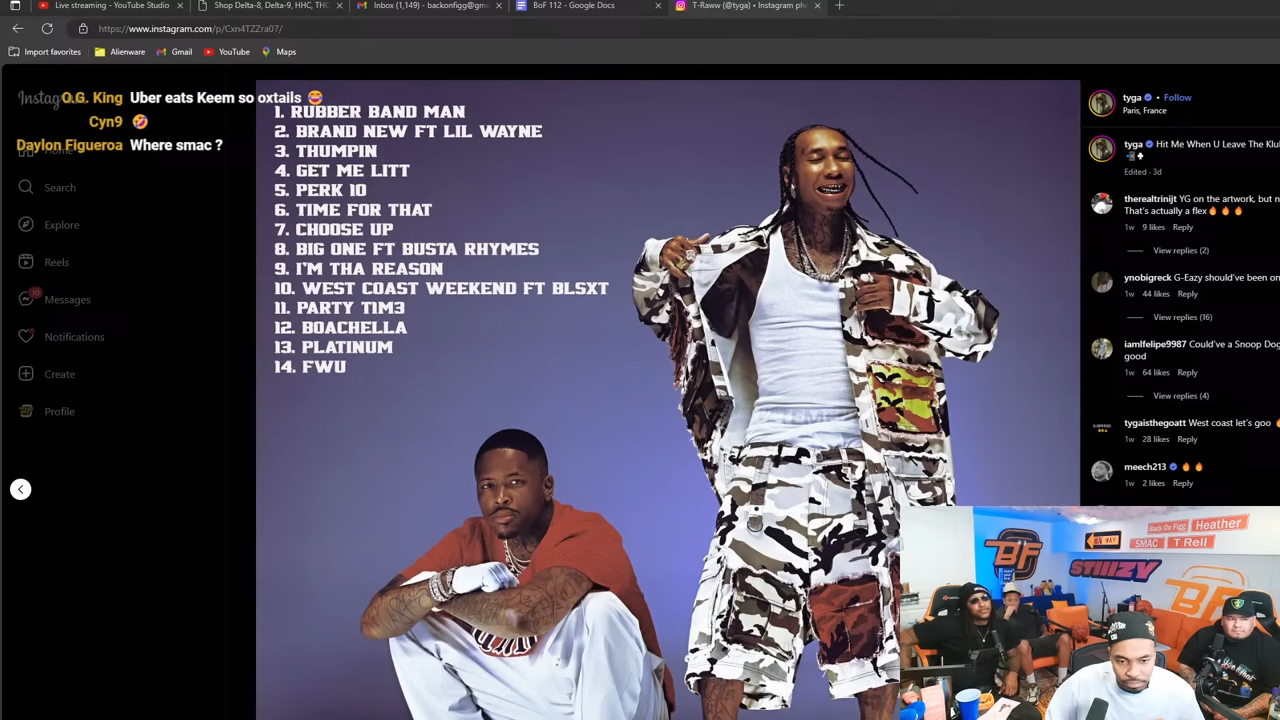 Live streaming - YouTube Studio
Shop Delta-8, Delta-9, HHC, THC
Inbox (1,149) - backonfigg@gm
BoF 112 - Google Docs
T-Raww (@tyga) • Instagram pho
https://www.instagram.com/p/Cxn4TZZra07/
Import favorites
Alienware
Gmail
YouTube
Maps
O.G. King Uber eats Keem so oxtails 😂
Cyn9 🤣
Daylon Figueroa Where smac ?
Search
Explore
Reels
10
Messages
Notifications
Create
Profile
1. RUBBER BAND MAN
2. BRAND NEW FT LIL WAYNE
3. THUMPIN
4. GET ME LITT
5. PERK 10
6. TIME FOR THAT
7. CHOOSE UP
8. BIG ONE FT BUSTA RHYMES
9. I'M THA REASON
10. WEST COAST WEEKEND FT BLSXT
11. PARTY T1M3
12. BOACHELLA
13. PLATINUM
14. FWU
tyga • Follow
Paris, France
tyga Hit Me When U Leave The Klu
Edited · 3d
therealtrinijt YG on the artwork, but n
That's actually a flex🔥🔥🔥
1w 9 likes Reply
View replies (2)
ynobigreck G-Eazy should've been on
1w 44 likes Reply
View replies (16)
iamlfelipe9987 Could've a Snoop Dog
good
1w 64 likes Reply
View replies (4)
tygaisthegoatt West coast let's goo
1w 28 likes Reply
meech213 🔥 🔥
1w 2 likes Reply
BF
Back On Figg
Heather
SMAC
T Rell
STIIIZY
BF